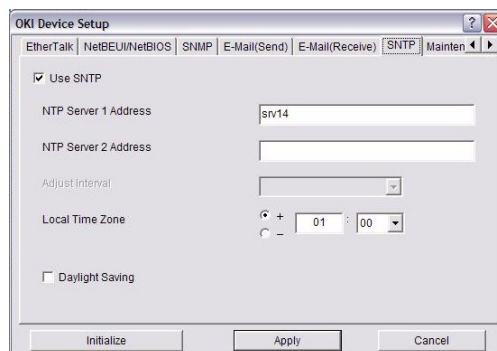 OKI Device Setup
EtherTalk NetBEUI/NetBIOS SNMP E-Mail(Send) E-Mail(Receive) SNTP Mainten
Use SNTP
NTP Server 1 Address srv14
NTP Server 2 Address
Adjust Interval
Local Time Zone + 01 : 00
−
Daylight Saving
Initialize Apply Cancel